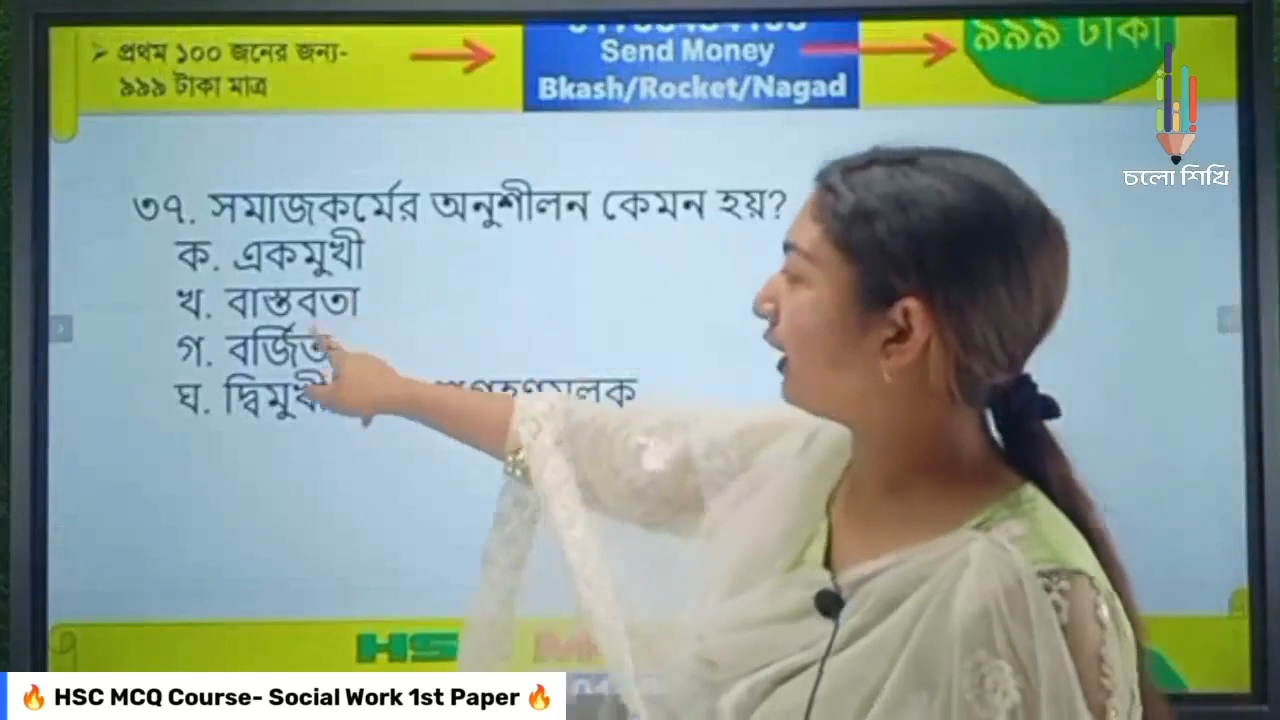 ➢ প্রথম ১০০ জনের জন্য-
৯৯৯ টাকা মাত্র
Send Money
Bkash/Rocket/Nagad
৯৯৯ টাকা
চলো শিখি
৩৭. সমাজকর্মের অনুশীলন কেমন হয়?
ক. একমুখী
খ. বাস্তবতা
গ. বর্জিত
ঘ. দ্বিমুখী
HS
🔥 HSC MCQ Course- Social Work 1st Paper 🔥